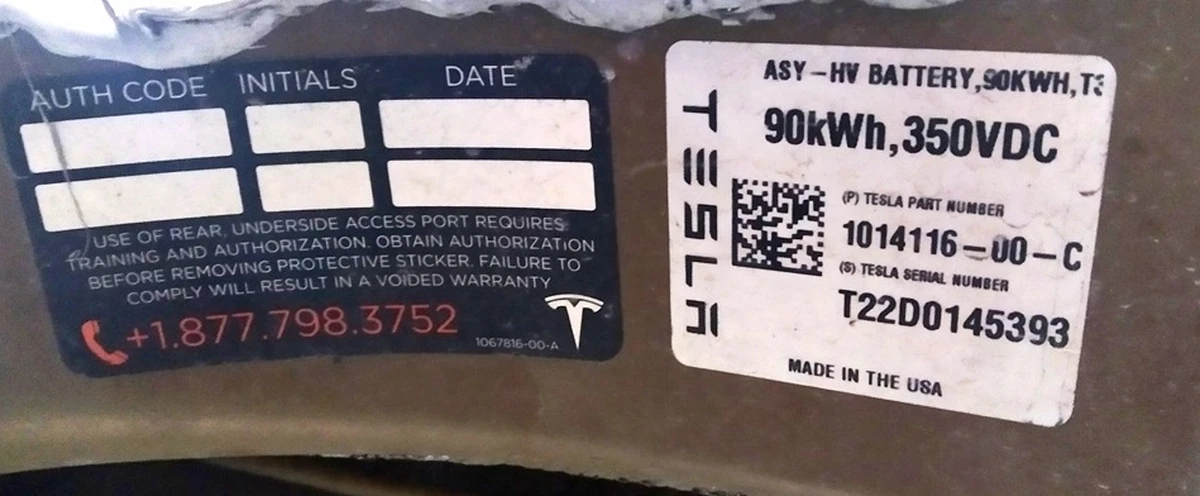 AUTH CODE INITIALS DATE
USE OF REAR, UNDERSIDE ACCESS PORT REQUIRES
TRAINING AND AUTHORIZATION. OBTAIN AUTHORIZATION
BEFORE REMOVING PROTECTIVE STICKER. FAILURE TO
COMPLY WILL RESULT IN A VOIDED WARRANTY
+1.877.798.3752
1067816-00-A
TESLA
ASY-HV BATTERY,90KWH,T3
90kWh,350VDC
(P) TESLA PART NUMBER
1014116-00-C
(S) TESLA SERIAL NUMBER
T22D0145393
MADE IN THE USA